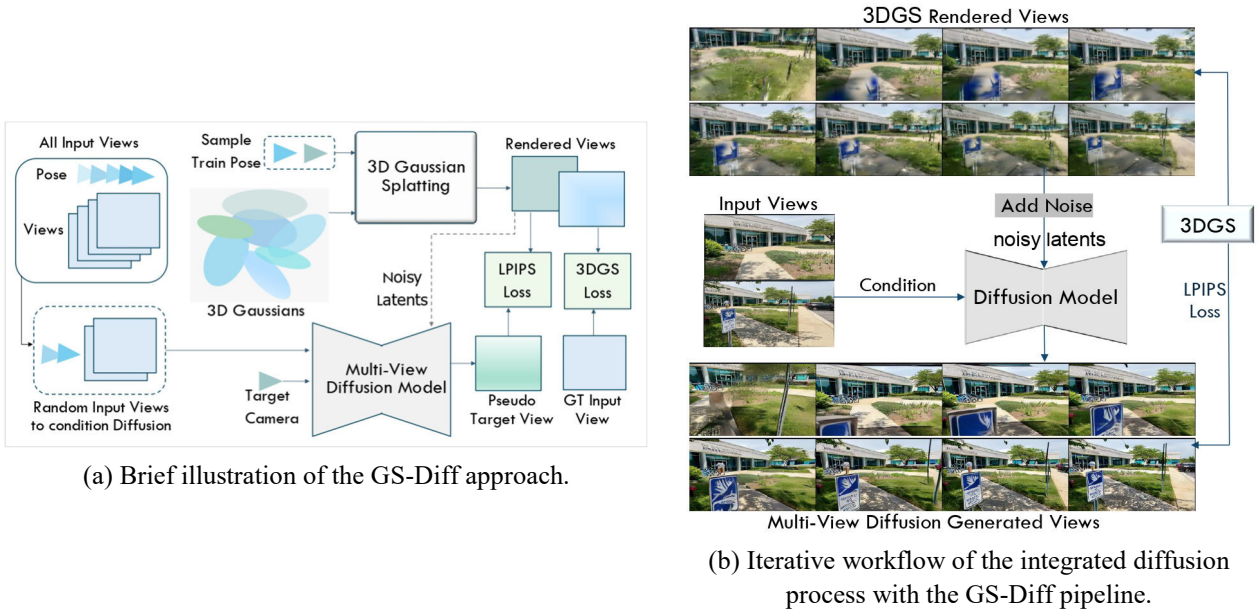 All Input Views
Pose
Views
Random Input Views
to condition Diffusion
Sample
Train Pose
3D Gaussians
3D Gaussian
Splatting
Rendered Views
Noisy
Latents
LPIPS
Loss
3DGS
Loss
Target
Camera
Multi-View
Diffusion Model
Pseudo
Target View
GT Input
View
(a) Brief illustration of the GS-Diff approach.
3DGS Rendered Views
Input Views
Add Noise
noisy latents
Condition
Diffusion Model
3DGS
LPIPS
Loss
Multi-View Diffusion Generated Views
(b) Iterative workflow of the integrated diffusion
process with the GS-Diff pipeline.